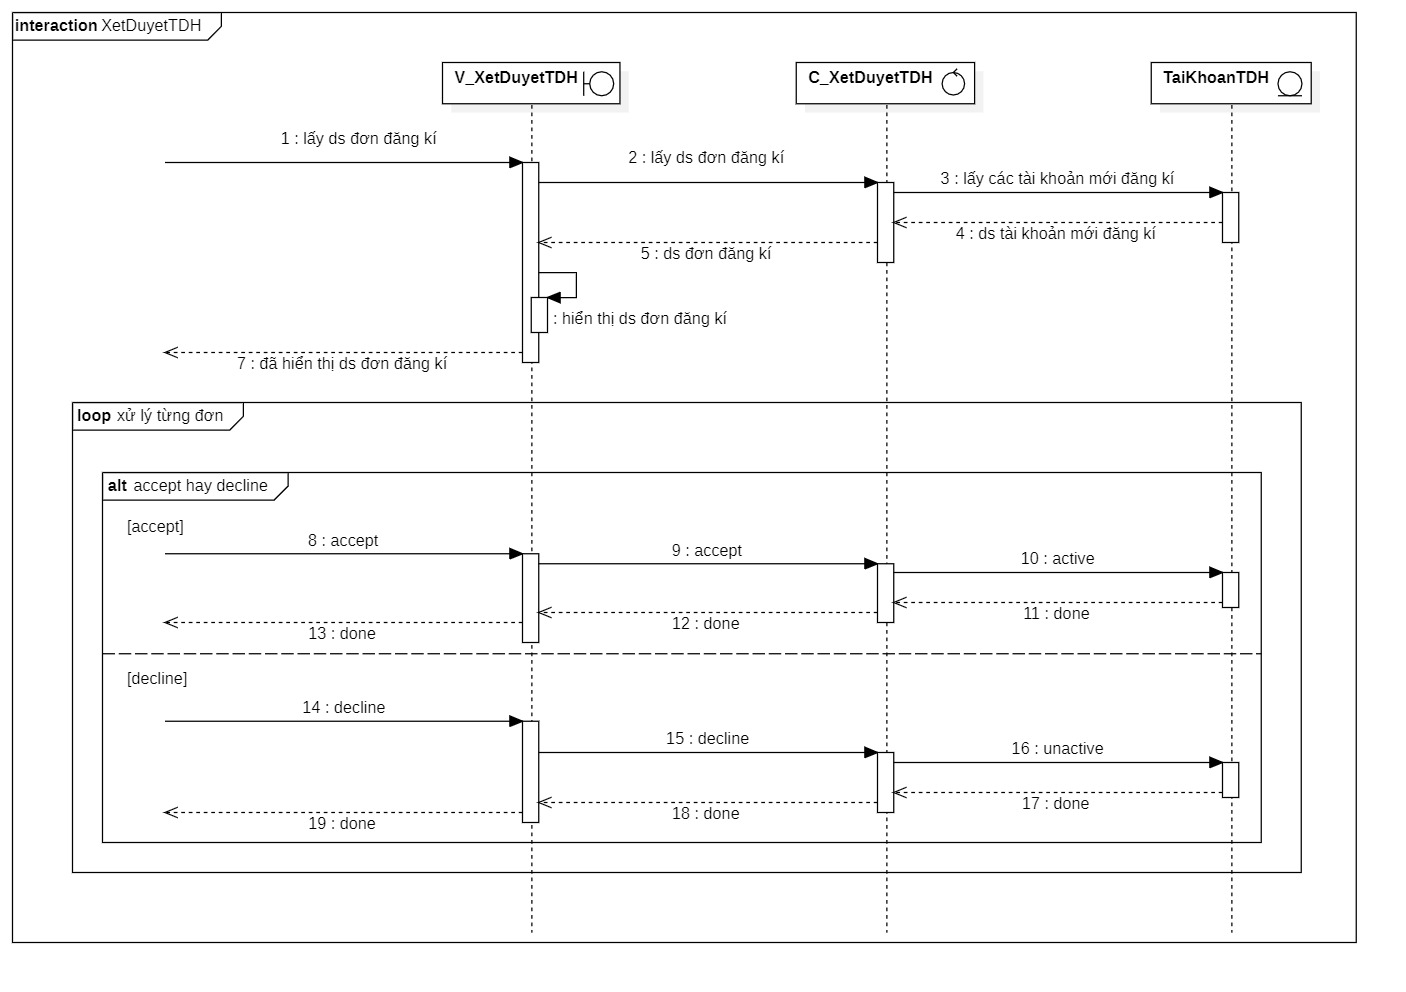 interaction XetDuyetTDH
V_XetDuyetTDH
C_XetDuyetTDH
TaiKhoanTDH
1 : lấy ds đơn đăng kí
2 : lấy ds đơn đăng kí
3 : lấy các tài khoản mới đăng kí
4 : ds tài khoản mới đăng kí
5 : ds đơn đăng kí
: hiển thị ds đơn đăng kí
7 : đã hiển thị ds đơn đăng kí
loop xử lý từng đơn
alt accept hay decline
[accept]
8 : accept
9 : accept
10 : active
11 : done
12 : done
13 : done
[decline]
14 : decline
15 : decline
16 : unactive
17 : done
18 : done
19 : done